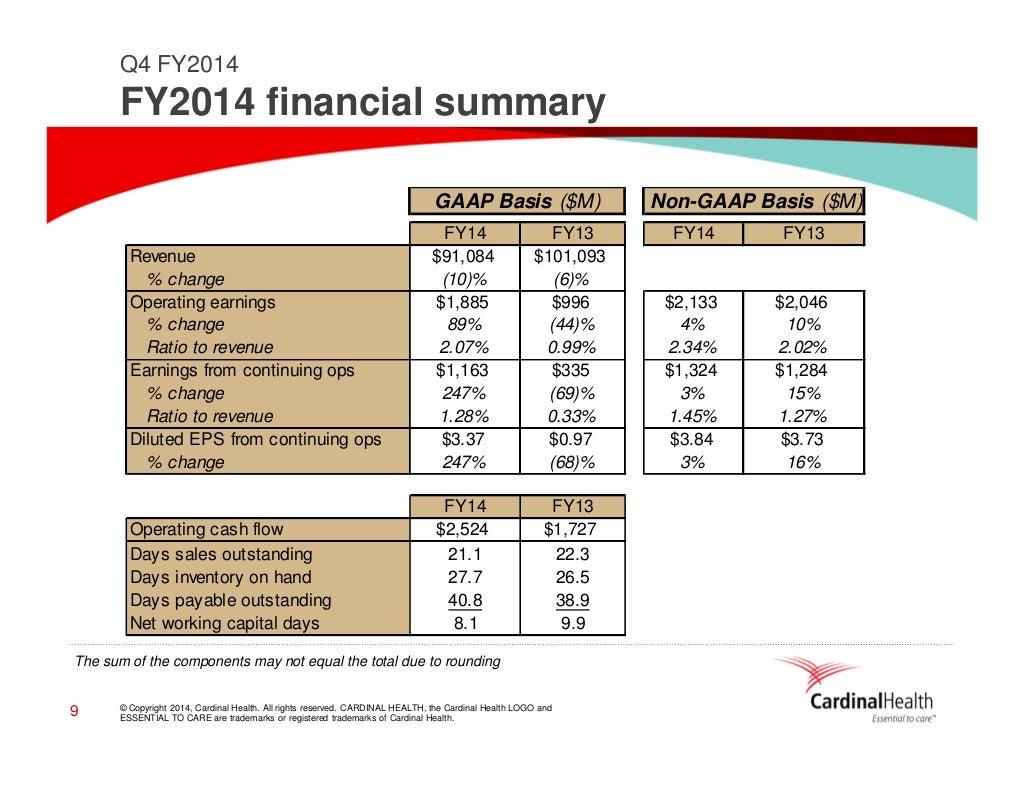 Q4 FY2014
FY2014 financial summary
GAAP Basis ($M) Non-GAAP Basis ($M)
FY14 FY13 FY14 FY13
Revenue $91,084 $101,093
% change (10)% (6)%
Operating earnings $1,885 $996 $2,133 $2,046
% change 89% (44)% 4% 10%
Ratio to revenue 2.07% 0.99% 2.34% 2.02%
Earnings from continuing ops $1,163 $335 $1,324 $1,284
% change 247% (69)% 3% 15%
Ratio to revenue 1.28% 0.33% 1.45% 1.27%
Diluted EPS from continuing ops $3.37 $0.97 $3.84 $3.73
% change 247% (68)% 3% 16%
FY14 FY13
Operating cash flow $2,524 $1,727
Days sales outstanding 21.1 22.3
Days inventory on hand 27.7 26.5
Days payable outstanding 40.8 38.9
Net working capital days 8.1 9.9
The sum of the components may not equal the total due to rounding
9
© Copyright 2014, Cardinal Health. All rights reserved. CARDINAL HEALTH, the Cardinal Health LOGO and
ESSENTIAL TO CARE are trademarks or registered trademarks of Cardinal Health.
CardinalHealth
Essential to care™